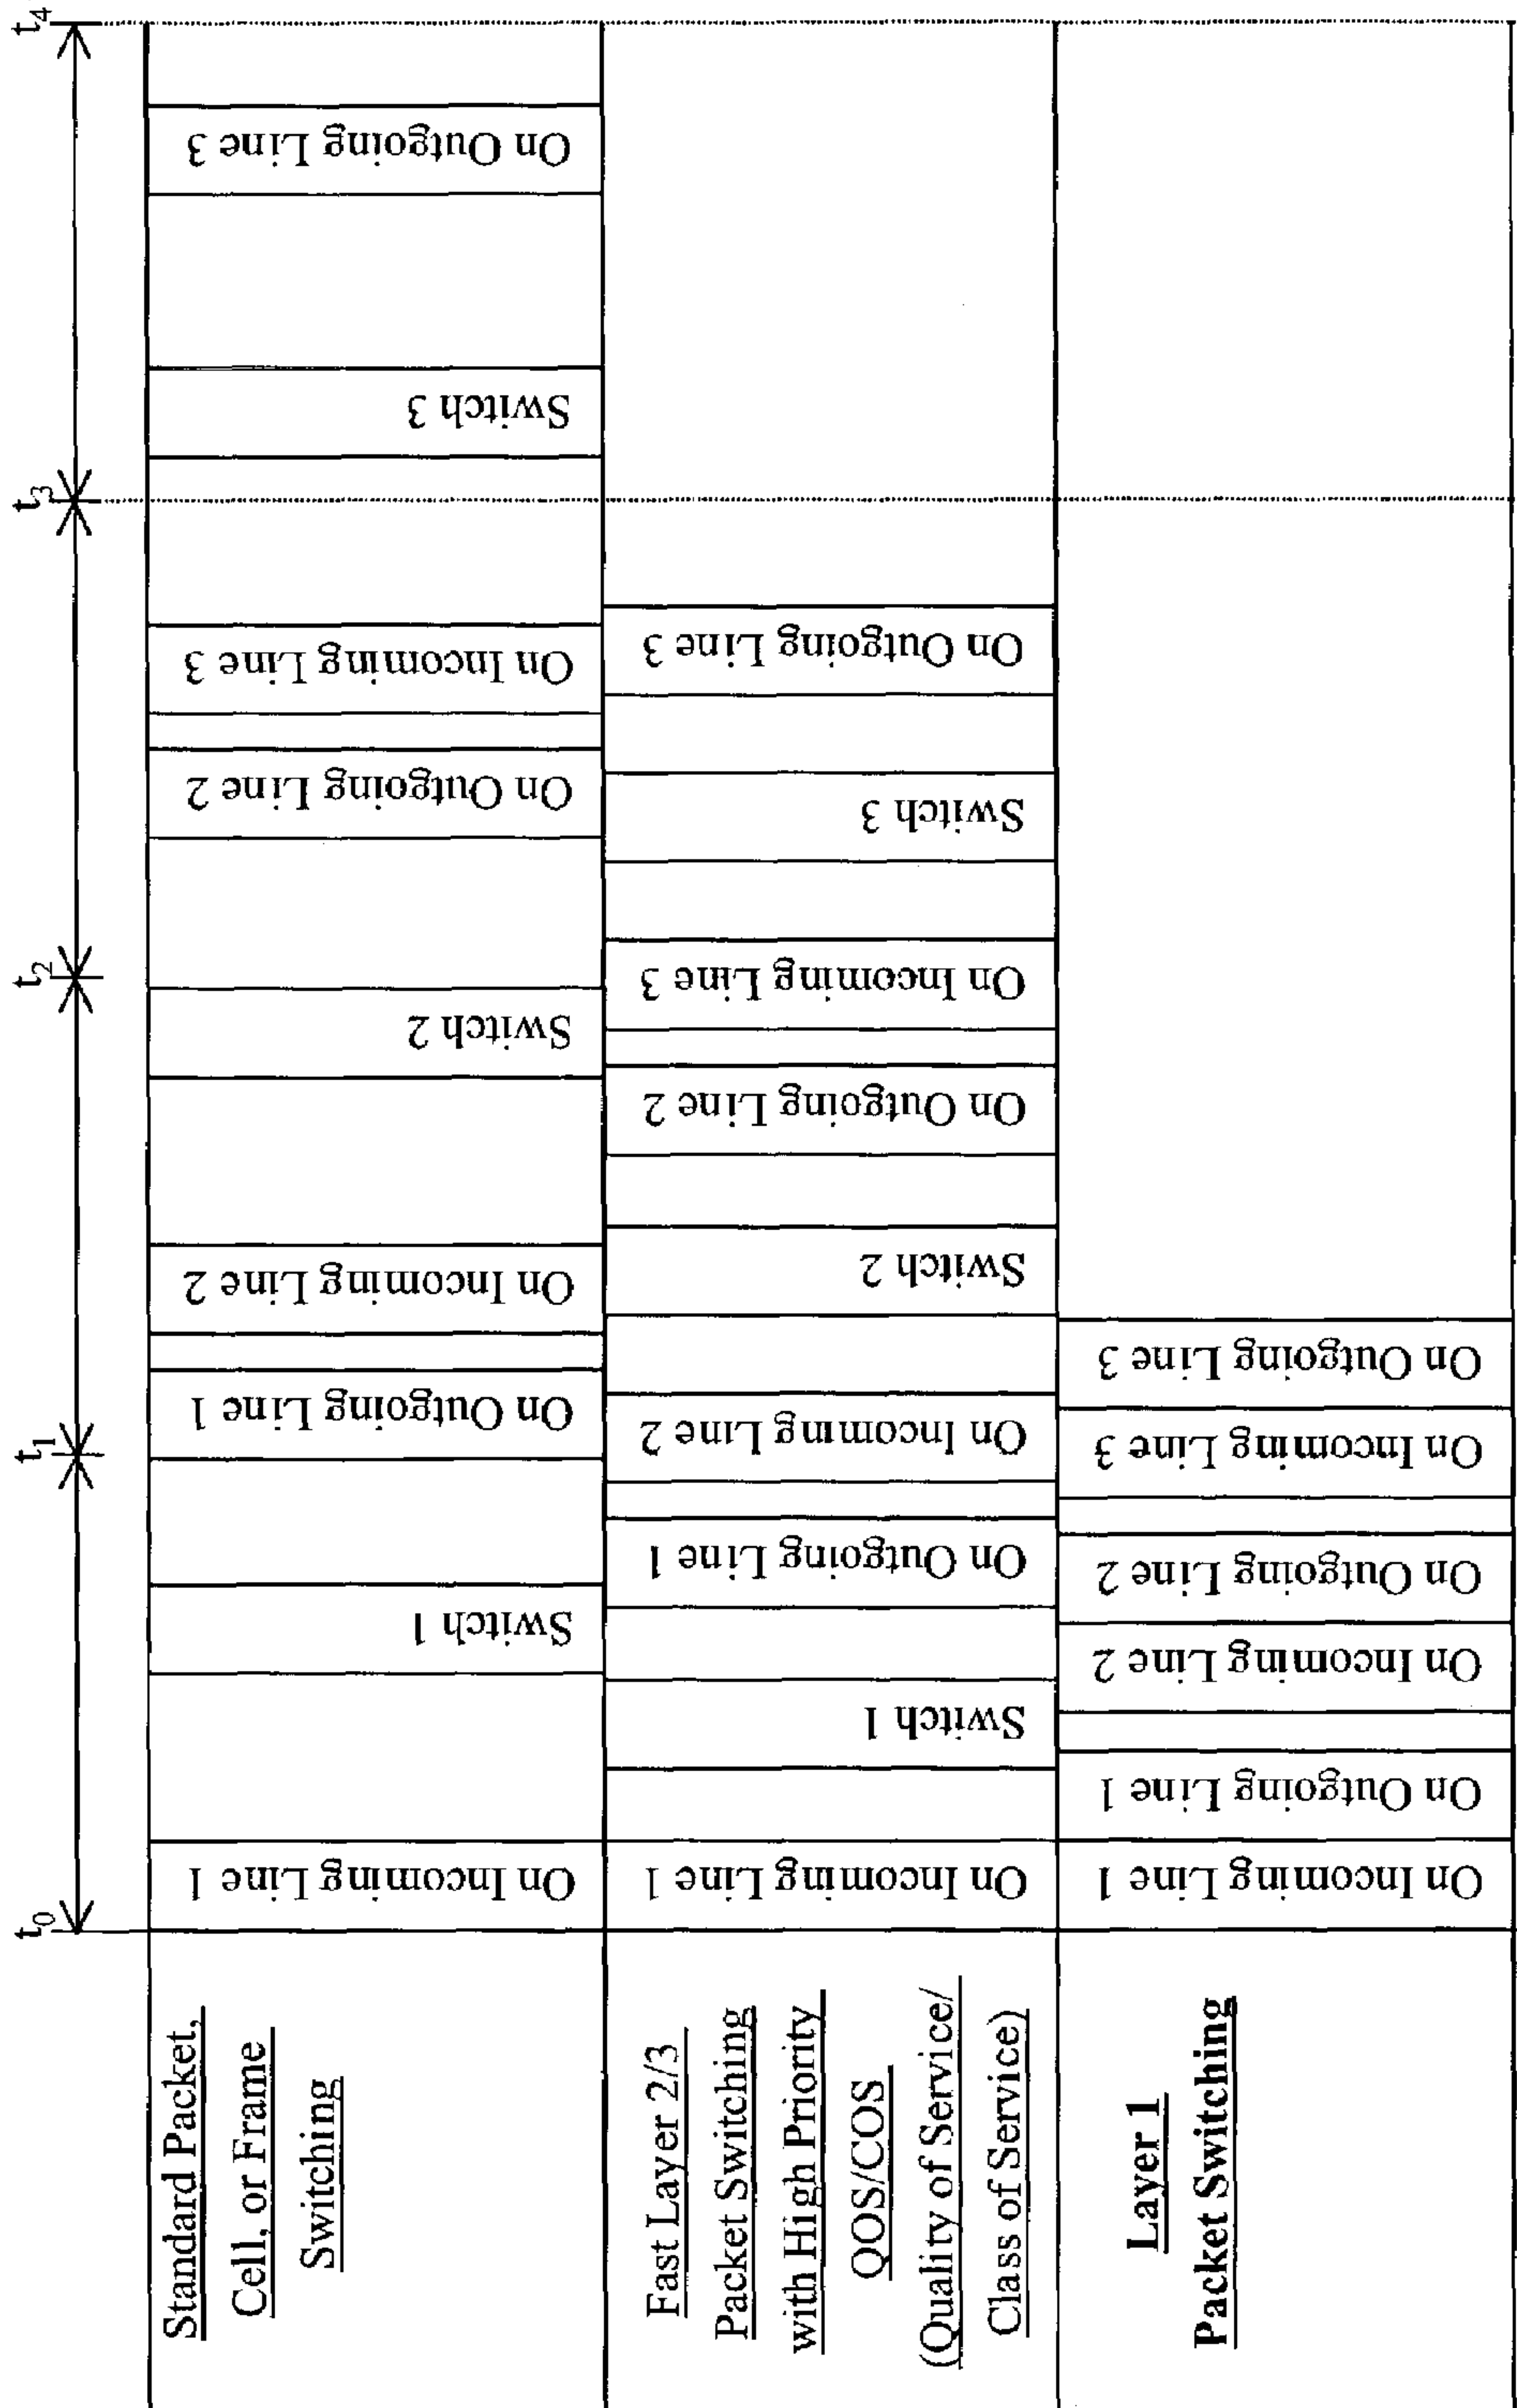 t0
t1
t2
t3
t4
Standard Packet,
Cell, or Frame
Switching
On Incoming Line 1
Switch 1
On Outgoing Line 1
On Incoming Line 2
Switch 2
On Outgoing Line 2
On Incoming Line 3
Switch 3
On Outgoing Line 3
Fast Layer 2/3
Packet Switching
with High Priority
QOS/COS
(Quality of Service/
Class of Service)
On Incoming Line 1
Switch 1
On Outgoing Line 1
On Incoming Line 2
Switch 2
On Outgoing Line 2
On Incoming Line 3
Switch 3
On Outgoing Line 3
Layer 1
Packet Switching
On Incoming Line 1
On Outgoing Line 1
On Incoming Line 2
On Outgoing Line 2
On Incoming Line 3
On Outgoing Line 3